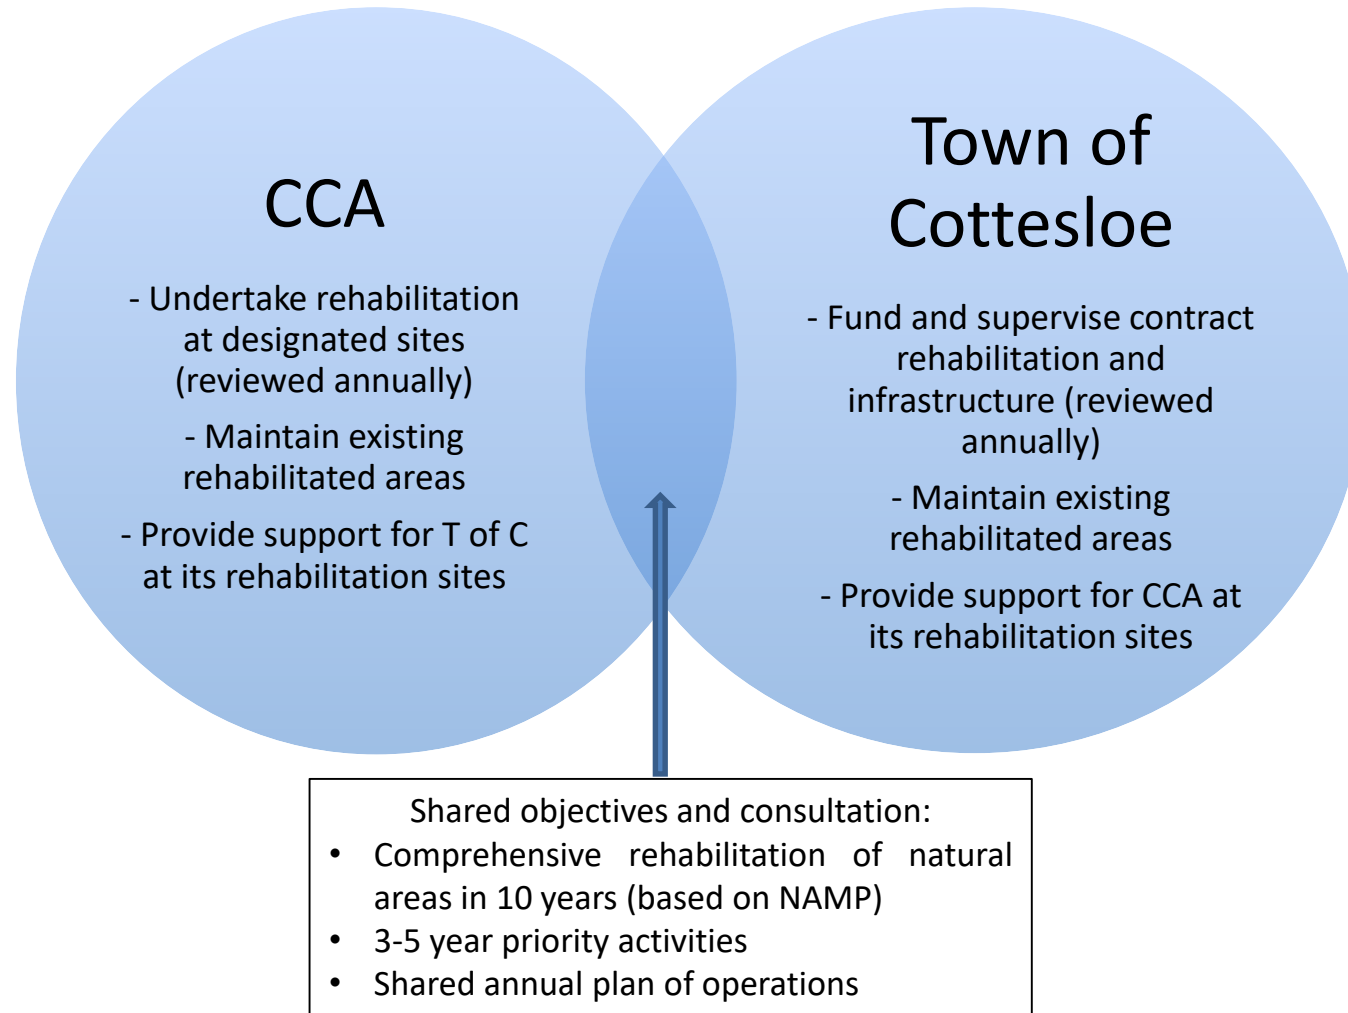 CCA
- Undertake rehabilitation
at designated sites
(reviewed annually)
- Maintain existing
rehabilitated areas
- Provide support for T of C
at its rehabilitation sites
Town of
Cottesloe
- Fund and supervise contract
rehabilitation and
infrastructure (reviewed
annually)
- Maintain existing
rehabilitated areas
- Provide support for CCA at
its rehabilitation sites
Shared objectives and consultation:
• Comprehensive rehabilitation of natural
areas in 10 years (based on NAMP)
• 3-5 year priority activities
• Shared annual plan of operations